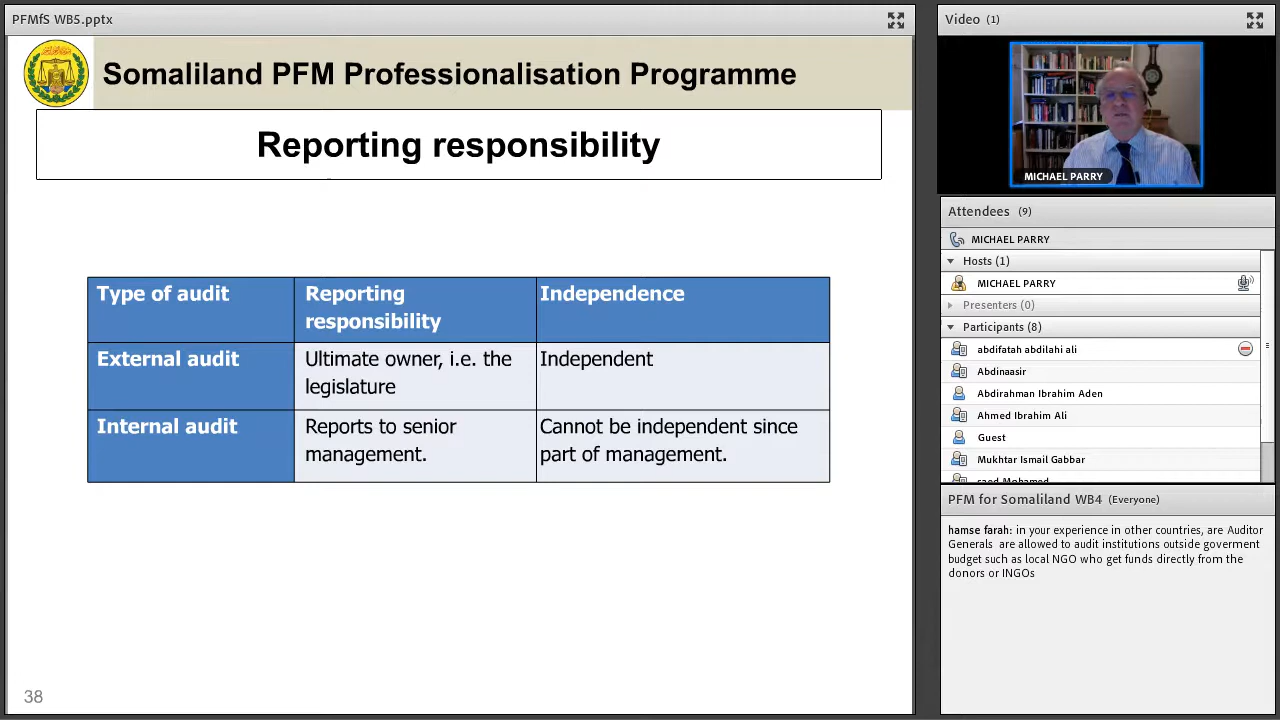 PFMfS WB5.pptx
Somaliland PFM Professionalisation Programme
Reporting responsibility
Type of audit
Reporting
responsibility
Independence
External audit
Ultimate owner, i.e. the
legislature
Independent
Internal audit
Reports to senior
management.
Cannot be independent since
part of management.
38
Video (1)
MICHAEL PARRY
Attendees (9)
MICHAEL PARRY
Hosts (1)
MICHAEL PARRY
Presenters (0)
Participants (8)
abdifatah abdilahi ali
Abdinaasir
Abdirahman Ibrahim Aden
Ahmed Ibrahim Ali
Guest
Mukhtar Ismail Gabbar
saed Mohamed
PFM for Somaliland WB4 (Everyone)
hamse farah: in your experience in other countries, are Auditor
Generals are allowed to audit institutions outside goverment
budget such as local NGO who get funds directly from the
donors or INGOs